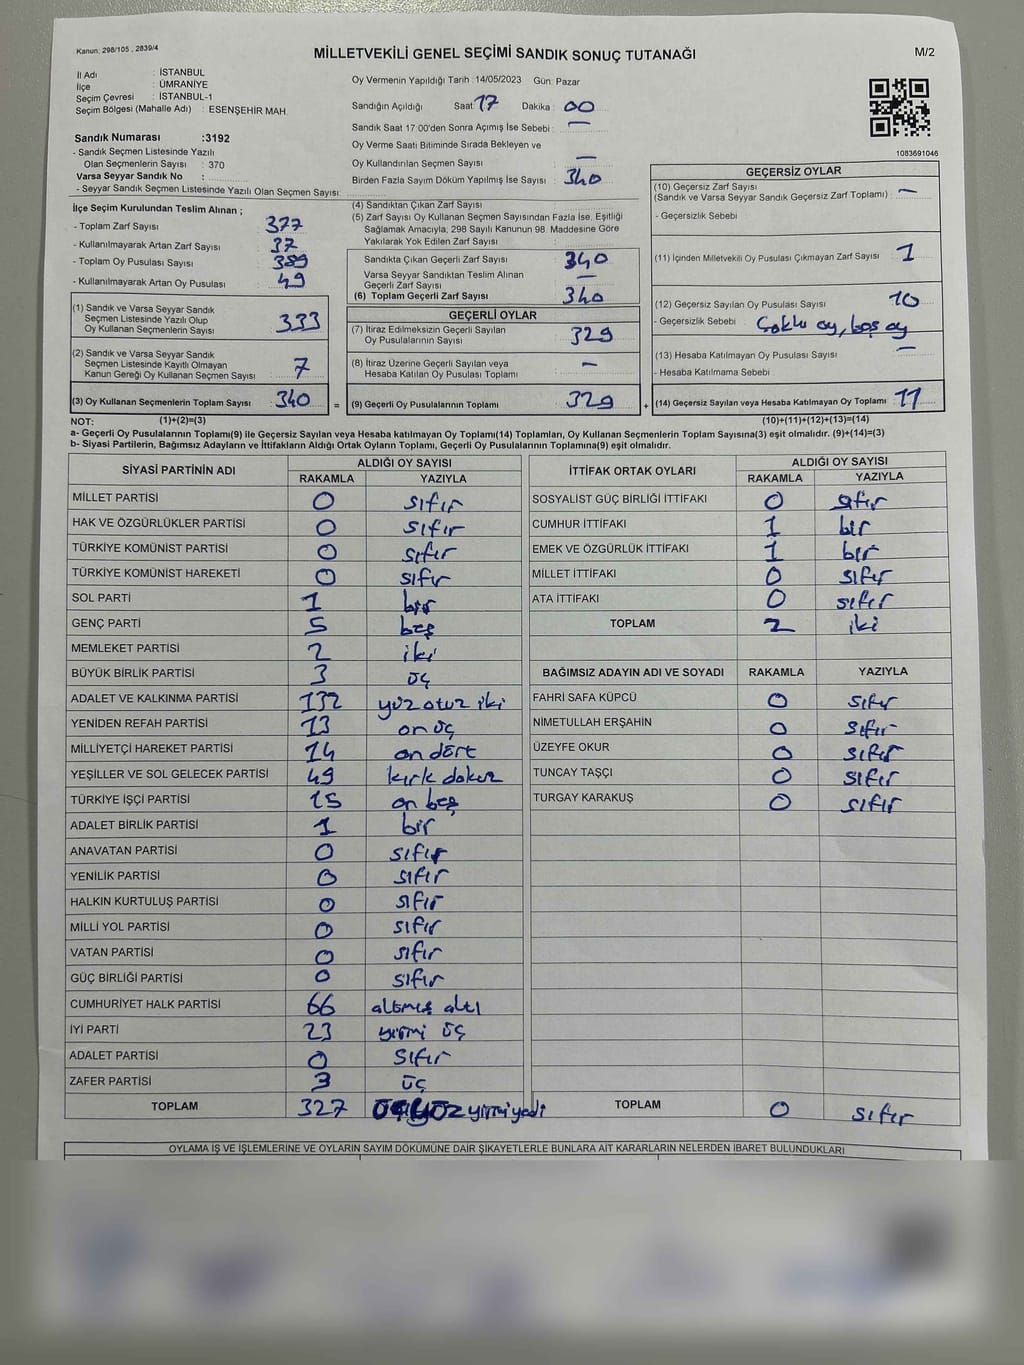 Kanun: 298/105 , 2839/4
MİLLETVEKİLİ GENEL SEÇİMİ SANDIK SONUÇ TUTANAĞI
M/2
İl Adı : İSTANBUL
İlçe : ÜMRANİYE
Seçim Çevresi : İSTANBUL-1
Seçim Bölgesi (Mahalle Adı) : ESENŞEHİR MAH.
Sandık Numarası :3192
- Sandık Seçmen Listesinde Yazılı
Olan Seçmenlerin Sayısı : 370
Varsa Seyyar Sandık No :
- Seyyar Sandık Seçmen Listesinde Yazılı Olan Seçmen Sayısı:
Oy Vermenin Yapıldığı Tarih : 14/05/2023 Gün: Pazar
Sandığın Açıldığı Saat: 17 Dakika : 00
Sandık Saat 17:00'den Sonra Açımış İse Sebebi : —
Oy Verme Saati Bitiminde Sırada Bekleyen ve
Oy Kullandırılan Seçmen Sayısı —
Birden Fazla Sayım Döküm Yapılmış İse Sayısı : 340
1083691046
İlçe Seçim Kurulundan Teslim Alınan ;
- Toplam Zarf Sayısı 377
- Kullanılmayarak Artan Zarf Sayısı 37
- Toplam Oy Pusulası Sayısı 389
- Kullanılmayarak Artan Oy Pusulası 49
(1) Sandık ve Varsa Seyyar Sandık
Seçmen Listesinde Yazılı Olup
Oy Kullanan Seçmenlerin Sayısı 333
(2) Sandık ve Varsa Seyyar Sandık
Seçmen Listesinde Kayıtlı Olmayan
Kanun Gereği Oy Kullanan Seçmen Sayısı 7
(3) Oy Kullanan Seçmenlerin Toplam Sayısı 340 =
(4) Sandıktan Çıkan Zarf Sayısı
(5) Zarf Sayısı Oy Kullanan Seçmen Sayısından Fazla İse, Eşitliği
Sağlamak Amacıyla, 298 Sayılı Kanunun 98. Maddesine Göre
Yakılarak Yok Edilen Zarf Sayısı :
Sandıkta Çıkan Geçerli Zarf Sayısı 340
Varsa Seyyar Sandıktan Teslim Alınan —
Geçerli Zarf Sayısı
(6) Toplam Geçerli Zarf Sayısı 340
GEÇERLİ OYLAR
(7) İtiraz Edilmeksizin Geçerli Sayılan
Oy Pusulalarının Sayısı 329
(8) İtiraz Üzerine Geçerli Sayılan veya
Hesaba Katılan Oy Pusulası Toplamı —
(9) Geçerli Oy Pusulalarının Toplamı 329 +
GEÇERSİZ OYLAR
(10) Geçersiz Zarf Sayısı
(Sandık ve Varsa Seyyar Sandık Geçersiz Zarf Toplamı) —
- Geçersizlik Sebebi
(11) İçinden Milletvekili Oy Pusulası Çıkmayan Zarf Sayısı 1
(12) Geçersiz Sayılan Oy Pusulası Sayısı 10
- Geçersizlik Sebebi : Çoklu oy, boş oy
(13) Hesaba Katılmayan Oy Pusulası Sayısı —
- Hesaba Katılmama Sebebi
(14) Geçersiz Sayılan veya Hesaba Katılmayan Oy Toplamı 11
NOT: (1)+(2)=(3) (10)+(11)+(12)+(13)=(14)
a- Geçerli Oy Pusulalarının Toplamı(9) ile Geçersiz Sayılan veya Hesaba katılmayan Oy Toplamı(14) Toplamları, Oy Kullanan Seçmenlerin Toplam Sayısına(3) eşit olmalıdır. (9)+(14)=(3)
b- Siyasi Partilerin, Bağımsız Adayların ve İttifakların Aldığı Ortak Oyların Toplamı, Geçerli Oy Pusulalarının Toplamına(9) eşit olmalıdır.
SİYASİ PARTİNİN ADI ALDIĞI OY SAYISI
RAKAMLA YAZIYLA
MİLLET PARTİSİ 0 sıfır
HAK VE ÖZGÜRLÜKLER PARTİSİ 0 sıfır
TÜRKİYE KOMÜNİST PARTİSİ 0 sıfır
TÜRKİYE KOMÜNİST HAREKETİ 0 sıfır
SOL PARTİ 1 bir
GENÇ PARTİ 5 beş
MEMLEKET PARTİSİ 2 iki
BÜYÜK BİRLİK PARTİSİ 3 üç
ADALET VE KALKINMA PARTİSİ 132 yüz otuz iki
YENİDEN REFAH PARTİSİ 13 on üç
MİLLİYETÇİ HAREKET PARTİSİ 14 on dört
YEŞİLLER VE SOL GELECEK PARTİSİ 49 kırk dokuz
TÜRKİYE İŞÇİ PARTİSİ 15 on beş
ADALET BİRLİK PARTİSİ 1 bir
ANAVATAN PARTİSİ 0 sıfır
YENİLİK PARTİSİ 0 sıfır
HALKIN KURTULUŞ PARTİSİ 0 sıfır
MİLLİ YOL PARTİSİ 0 sıfır
VATAN PARTİSİ 0 sıfır
GÜÇ BİRLİĞİ PARTİSİ 0 sıfır
CUMHURİYET HALK PARTİSİ 66 altmış altı
İYİ PARTİ 23 yirmi üç
ADALET PARTİSİ 0 sıfır
ZAFER PARTİSİ 3 üç
TOPLAM 327 üçyüz yirmi yedi
İTTİFAK ORTAK OYLARI ALDIĞI OY SAYISI
RAKAMLA YAZIYLA
SOSYALİST GÜÇ BİRLİĞİ İTTİFAKI 0 sıfır
CUMHUR İTTİFAKI 1 bir
EMEK VE ÖZGÜRLÜK İTTİFAKI 1 bir
MİLLET İTTİFAKI 0 sıfır
ATA İTTİFAKI 0 sıfır
TOPLAM 2 iki
BAĞIMSIZ ADAYIN ADI VE SOYADI RAKAMLA YAZIYLA
FAHRİ SAFA KÜPCÜ 0 sıfır
NİMETULLAH ERŞAHİN 0 sıfır
ÜZEYFE OKUR 0 sıfır
TUNCAY TAŞÇI 0 sıfır
TURGAY KARAKUŞ 0 sıfır
TOPLAM 0 sıfır
OYLAMA İŞ VE İŞLEMLERİNE VE OYLARIN SAYIM DÖKÜMÜNE DAİR ŞİKAYETLERLE BUNLARA AİT KARARLARIN NELERDEN İBARET BULUNDUKLARI